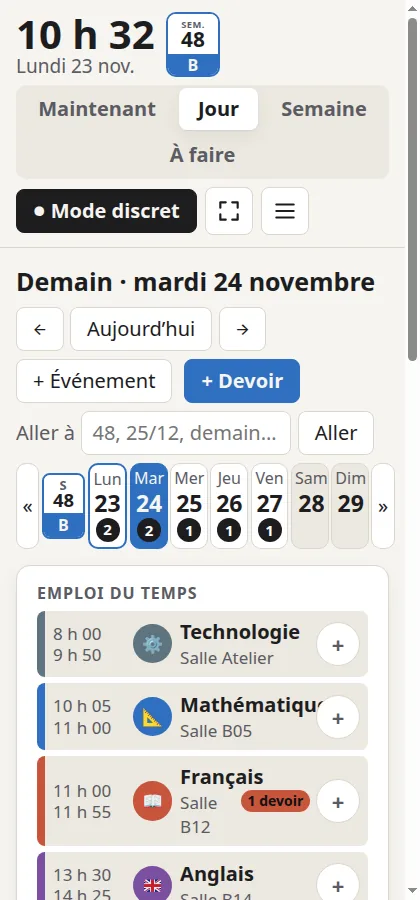 10 h 32
Lundi 23 nov.
SEM.
48
B
Maintenant Jour Semaine
À faire
Mode discret
Demain · mardi 24 novembre
← Aujourd'hui →
+ Événement + Devoir
Aller à 48, 25/12, demain... Aller
« S 48 B Lun 23 2 Mar 24 2 Mer 25 1 Jeu 26 1 Ven 27 1 Sam 28 Dim 29 »
EMPLOI DU TEMPS
8 h 00 Technologie +
9 h 50 Salle Atelier
10 h 05 Mathématiqu +
11 h 00 Salle B05
11 h 00 Français
11 h 55 Salle B12 1 devoir +
13 h 30 Anglais +
14 h 25 Salle B14